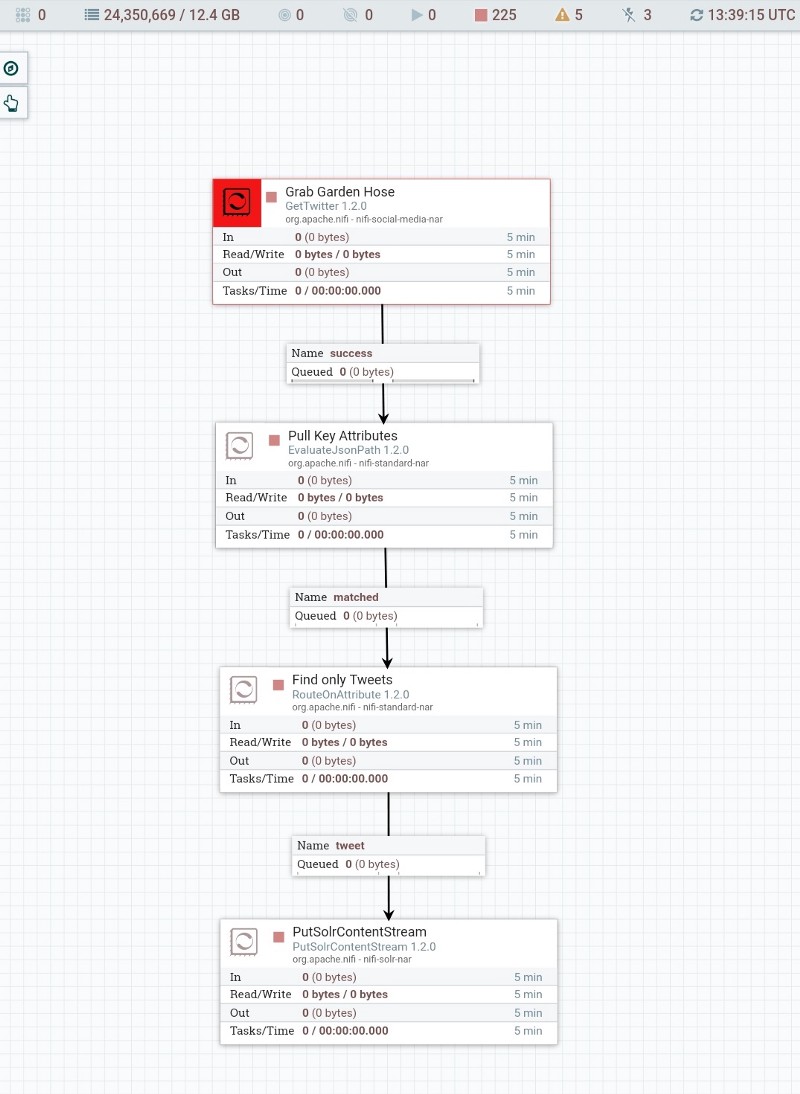 0 24,350,669 / 12.4 GB 0 0 0 225 5 3 13:39:15 UTC
Grab Garden Hose
GetTwitter 1.2.0
org.apache.nifi - nifi-social-media-nar
In 0 (0 bytes) 5 min
Read/Write 0 bytes / 0 bytes 5 min
Out 0 (0 bytes) 5 min
Tasks/Time 0 / 00:00:00.000 5 min
Name success
Queued 0 (0 bytes)
Pull Key Attributes
EvaluateJsonPath 1.2.0
org.apache.nifi - nifi-standard-nar
In 0 (0 bytes) 5 min
Read/Write 0 bytes / 0 bytes 5 min
Out 0 (0 bytes) 5 min
Tasks/Time 0 / 00:00:00.000 5 min
Name matched
Queued 0 (0 bytes)
Find only Tweets
RouteOnAttribute 1.2.0
org.apache.nifi - nifi-standard-nar
In 0 (0 bytes) 5 min
Read/Write 0 bytes / 0 bytes 5 min
Out 0 (0 bytes) 5 min
Tasks/Time 0 / 00:00:00.000 5 min
Name tweet
Queued 0 (0 bytes)
PutSolrContentStream
PutSolrContentStream 1.2.0
org.apache.nifi - nifi-solr-nar
In 0 (0 bytes) 5 min
Read/Write 0 bytes / 0 bytes 5 min
Out 0 (0 bytes) 5 min
Tasks/Time 0 / 00:00:00.000 5 min